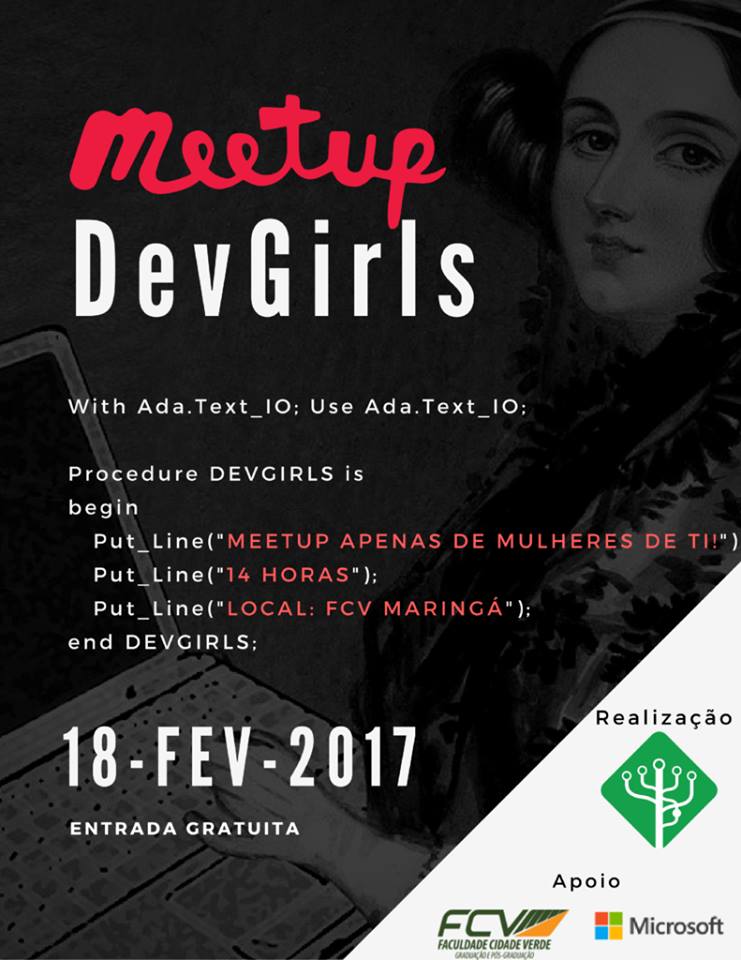 meetup
DevGirls
With Ada.Text_IO; Use Ada.Text_IO;
Procedure DEVGIRLS is
begin
Put_Line("MEETUP APENAS DE MULHERES DE TI!")
Put_Line("14 HORAS");
Put_Line("LOCAL: FCV MARINGÁ");
end DEVGIRLS;
18-FEV-2017
ENTRADA GRATUITA
Realização
Apoio
FCV
FACULDADE CIDADE VERDE
GRADUAÇÃO E PÓS-GRADUAÇÃO
Microsoft